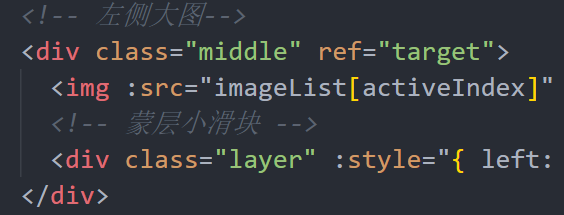 <!-- 左侧大图-->
<div class="middle" ref="target">
<img :src="imageList[activeIndex]"
<!-- 蒙层小滑块 -->
<div class="layer" :style="{ left:
</div>